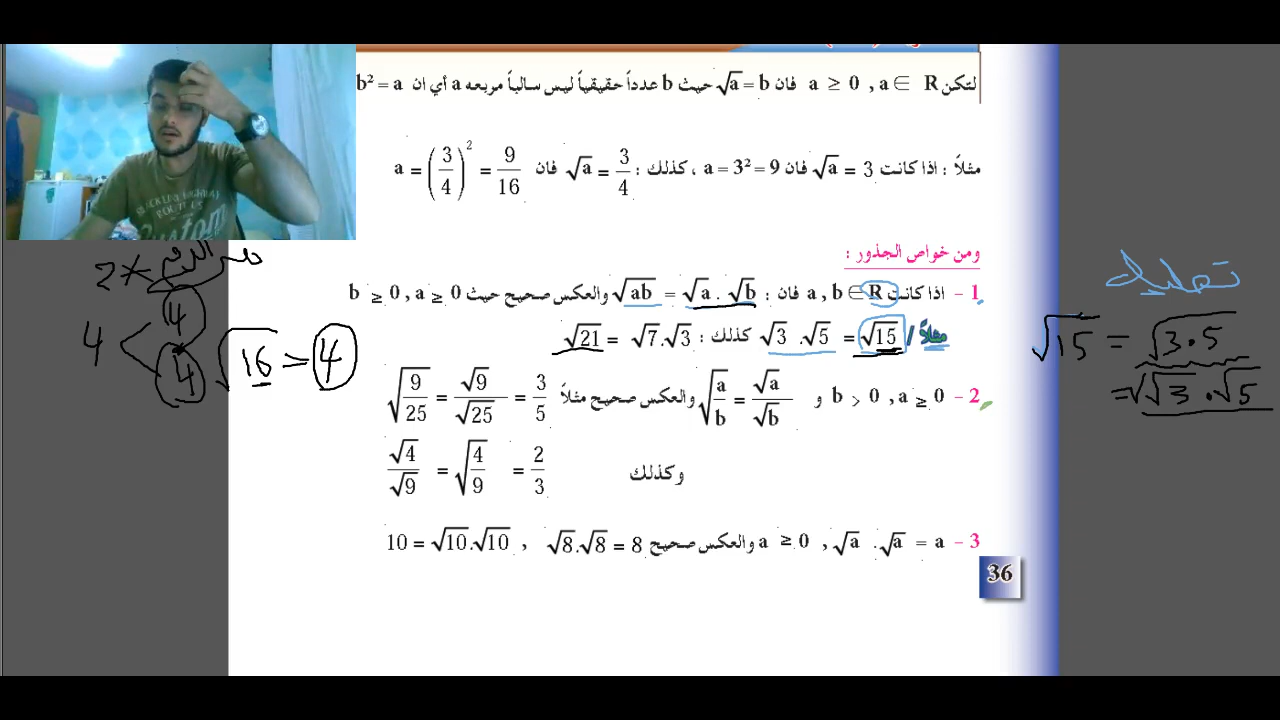 لتكن a ≥ 0 , a ∈ R فان √a = b حيث b عدداً حقيقياً ليس سالباً مربعه a أي ان b² = a
مثلاً : اذا كانت a = 3² = 9 فان √a = 3 ، كذلك : a = (3/4)² = 9/16 فان √a = 3/4
ومن خواص الجذور :
1 - اذا كانت a , b ∈ R فان : √ab = √a . √b والعكس صحيح حيث b ≥ 0 , a ≥ 0
مثلاً / √15 = √3 . √5 كذلك : √21 = √7.√3
2 - b > 0 , a ≥ 0 و √(a/b) = √a/√b والعكس صحيح مثلاً √(9/25) = √9/√25 = 3/5
وكذلك √4/√9 = √(4/9) = 2/3
3 - √a . √a = a , a ≥ 0 والعكس صحيح √8.√8 = 8 , 10 = √10.√10
36
√15 = √3·5
= √√3 · √5
2 ×
4
4 4 √16 = 4
CUSTOM